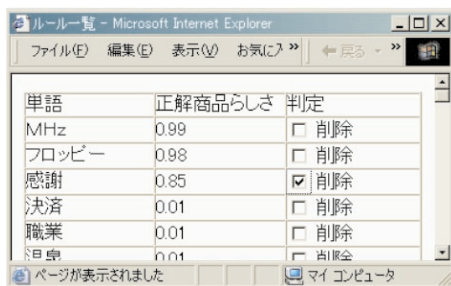 ルール一覧 - Microsoft Internet Explorer
ファイル(F) 編集(E) 表示(V) お気に入 » 戻る »
単語 正解商品らしさ 判定
MHz 0.99 削除
フロッピー 0.98 削除
感謝 0.85 削除
決済 0.01 削除
職業 0.01 削除
温泉 0.01 削除
ページが表示されました マイ コンピュータ